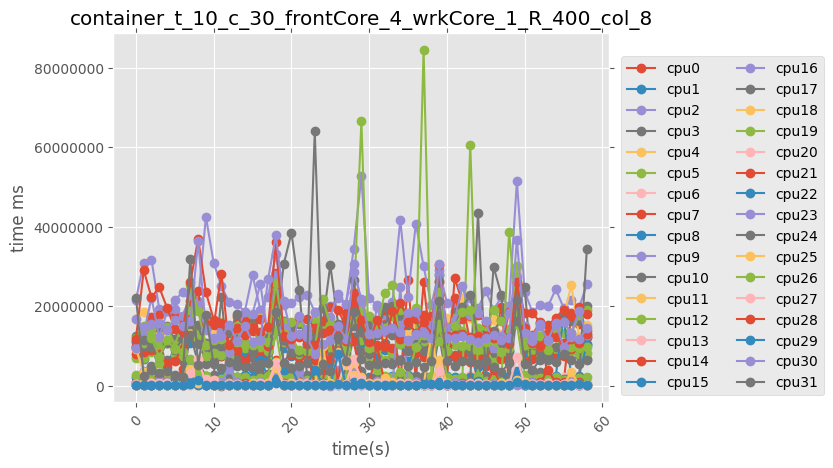 container_t_10_c_30_frontCore_4_wrkCore_1_R_400_col_8
time ms
80000000
60000000
40000000
20000000
0
0
10
20
30
40
50
60
time(s)
cpu0
cpu1
cpu2
cpu3
cpu4
cpu5
cpu6
cpu7
cpu8
cpu9
cpu10
cpu11
cpu12
cpu13
cpu14
cpu15
cpu16
cpu17
cpu18
cpu19
cpu20
cpu21
cpu22
cpu23
cpu24
cpu25
cpu26
cpu27
cpu28
cpu29
cpu30
cpu31